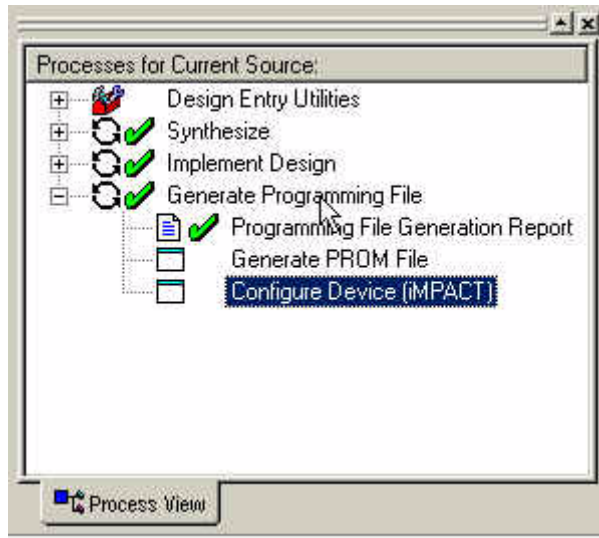 Processes for Current Source:
Design Entry Utilities
Synthesize
Implement Design
Generate Programming File
Programming File Generation Report
Generate PROM File
Configure Device (iMPACT)
Process View